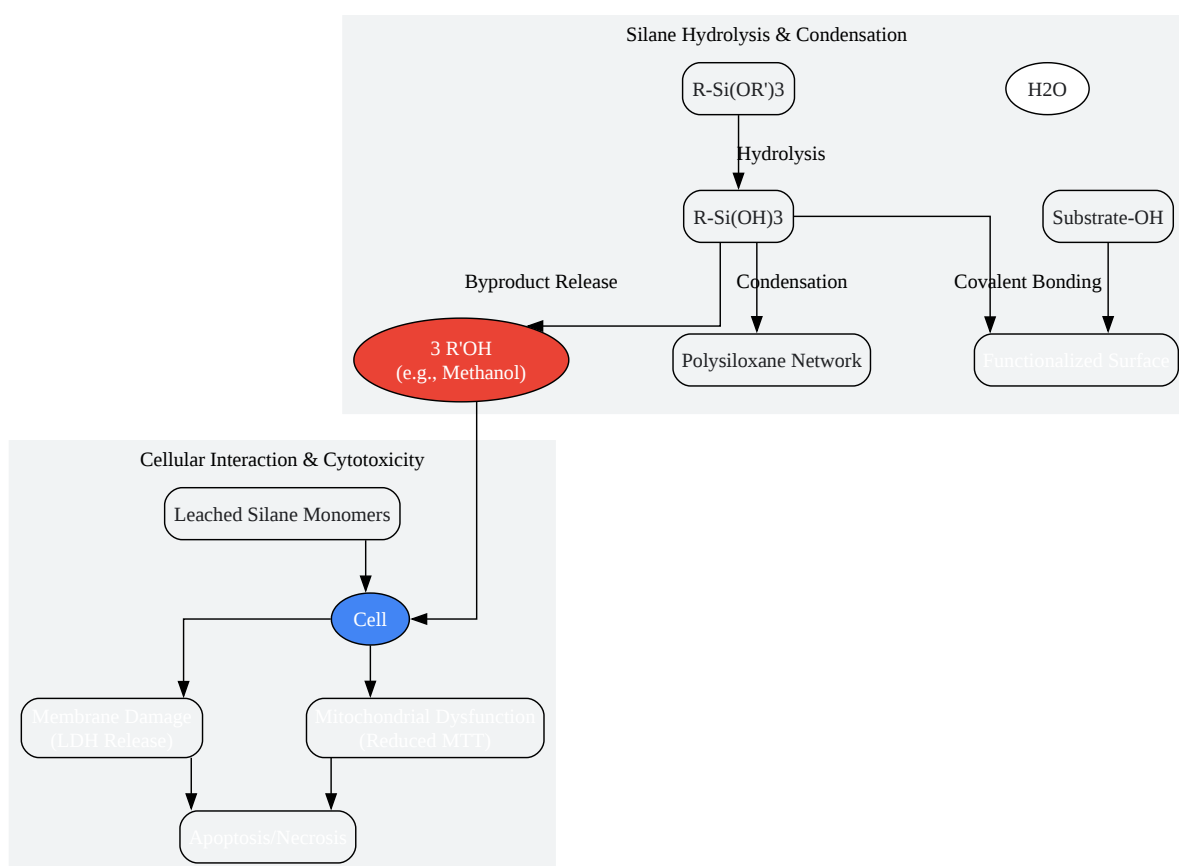 Silane Hydrolysis & Condensation
R-Si(OR')3
H2O
Hydrolysis
R-Si(OH)3
Substrate-OH
Byproduct Release
Condensation
Covalent Bonding
3 R'OH
(e.g., Methanol)
Polysiloxane Network
Functionalized Surface
Cellular Interaction & Cytotoxicity
Leached Silane Monomers
Cell
Membrane Damage
(LDH Release)
Mitochondrial Dysfunction
(Reduced MTT)
Apoptosis/Necrosis